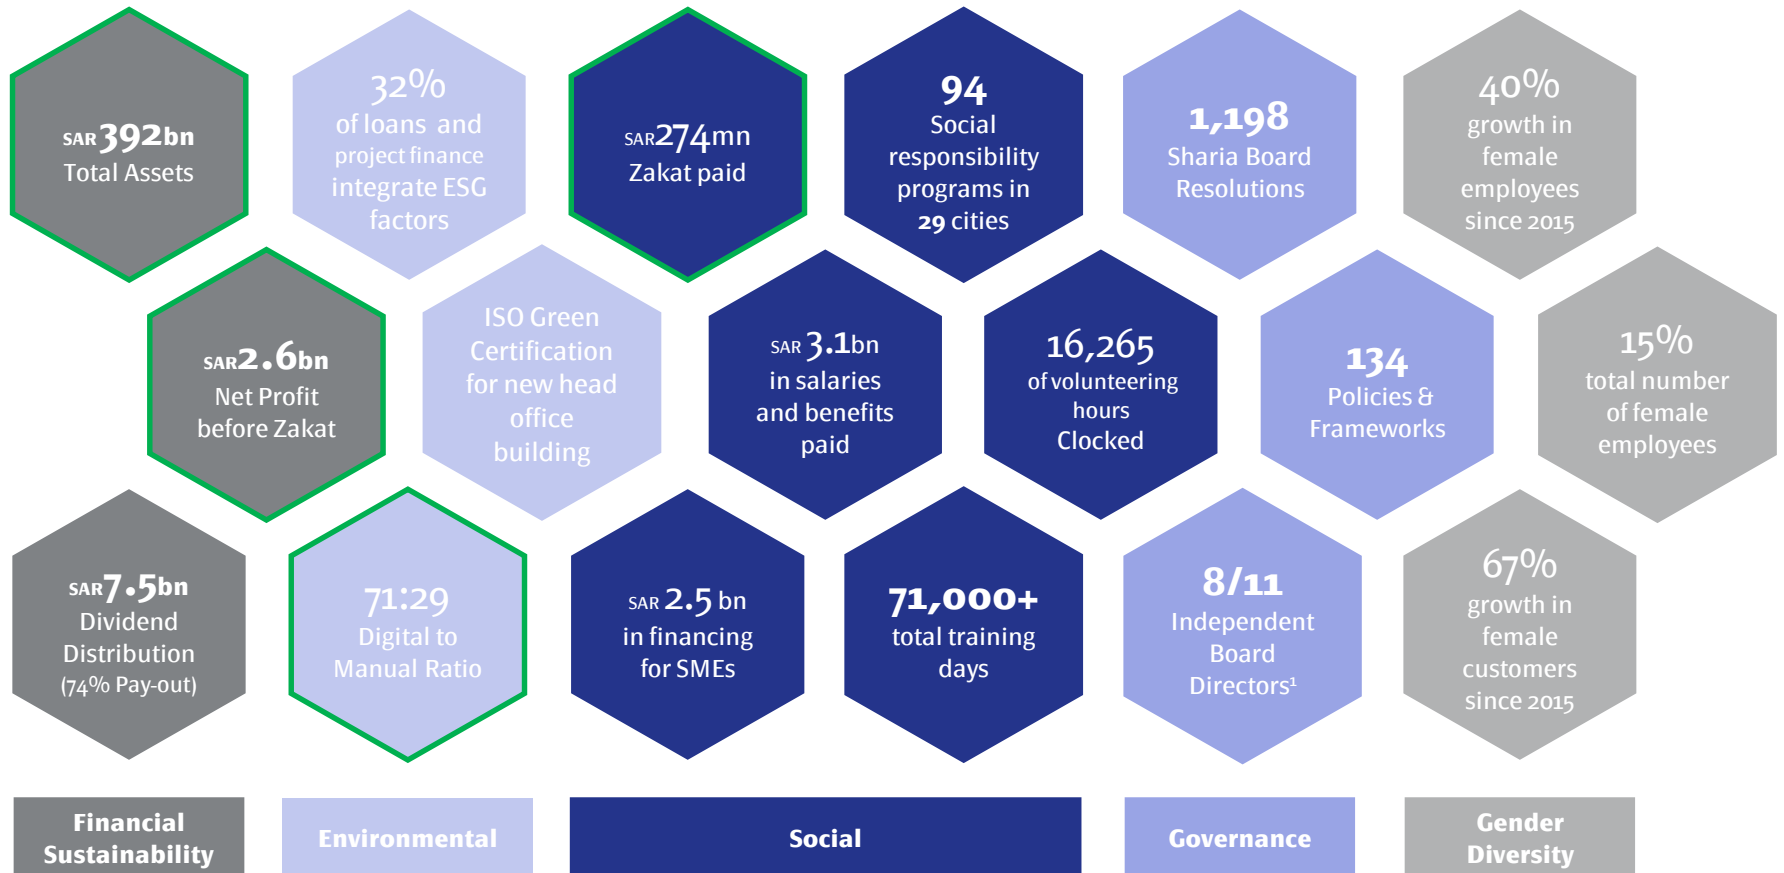 SAR392bn
Total Assets
32%
of loans and
project finance
integrate ESG
factors
SAR274mn
Zakat paid
94
Social
responsibility
programs in
29 cities
1,198
Sharia Board
Resolutions
40%
growth in
female
employees
since 2015
SAR2.6bn
Net Profit
before Zakat
ISO Green
Certification
for new head
office
building
SAR 3.1bn
in salaries
and benefits
paid
16,265
of volunteering
hours
Clocked
134
Policies &
Frameworks
15%
total number
of female
employees
SAR7.5bn
Dividend
Distribution
(74% Pay-out)
71:29
Digital to
Manual Ratio
SAR 2.5 bn
in financing
for SMEs
71,000+
total training
days
8/11
Independent
Board
Directors¹
67%
growth in
female
customers
since 2015
Financial
Sustainability
Environmental
Social
Governance
Gender
Diversity